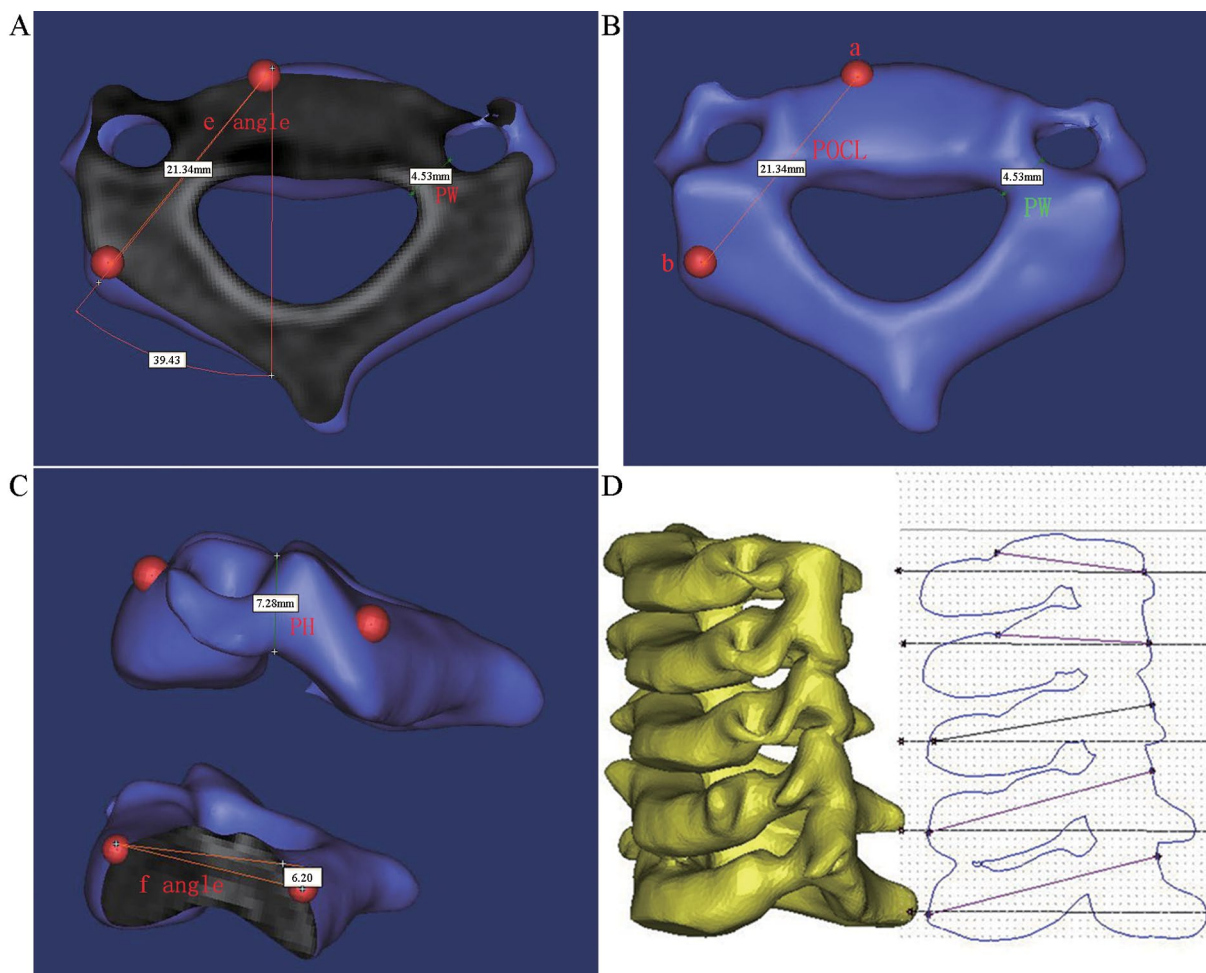 A
e angle
21.34mm
4.53mm
PW
39.43
B
a
POCL
21.34mm
4.53mm
PW
b
C
7.28mm
PH
f angle
6.20
D